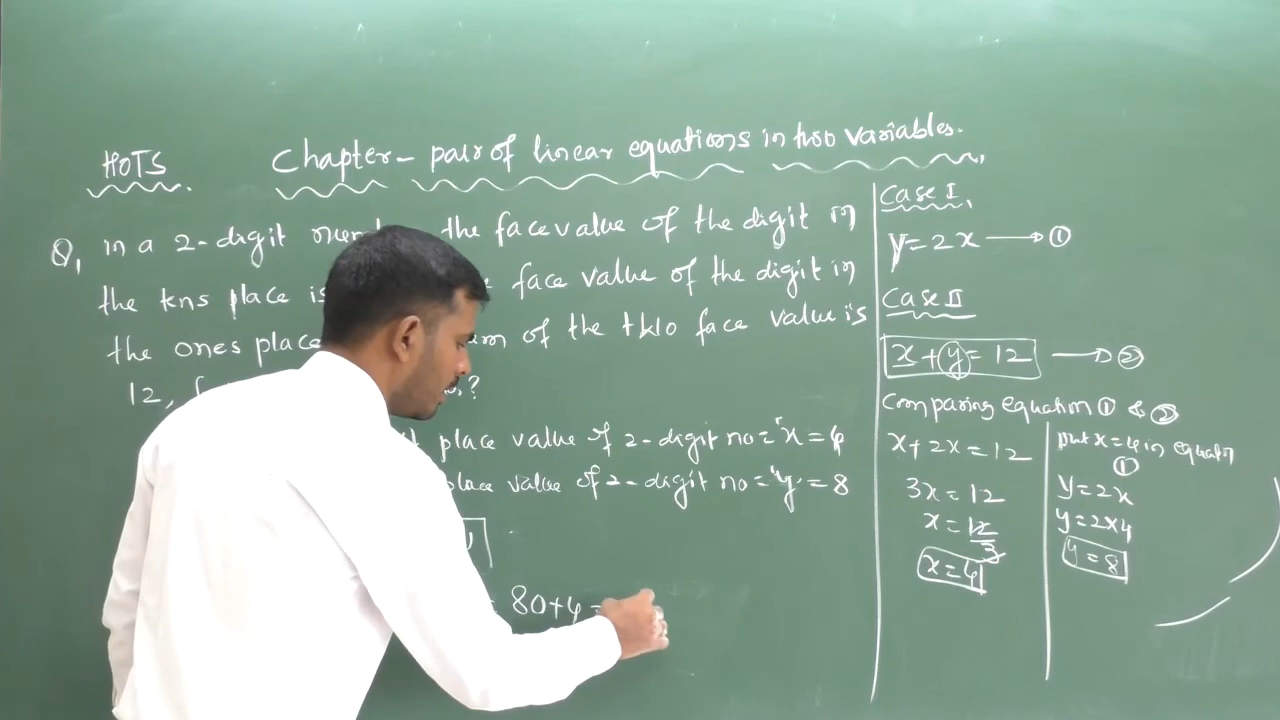 HOTS. Chapter- pair of linear equations in two variables.
Q, in a 2-digit the face value of the digit in
the tens place is face value of the digit in
the ones place of the two face value is
12, ?
place value of 2-digit no = "x = 4
place value of 2-digit no = "y" = 8
= 80+4 =
Case I,
y=2x → ①
Case II
x+y= 12 → ②
Comparing equation ① & ②
x+2x=12
3x=12
x=12
3
x=4
put x=4 in equatn
①
y=2x
y=2x4
y=8